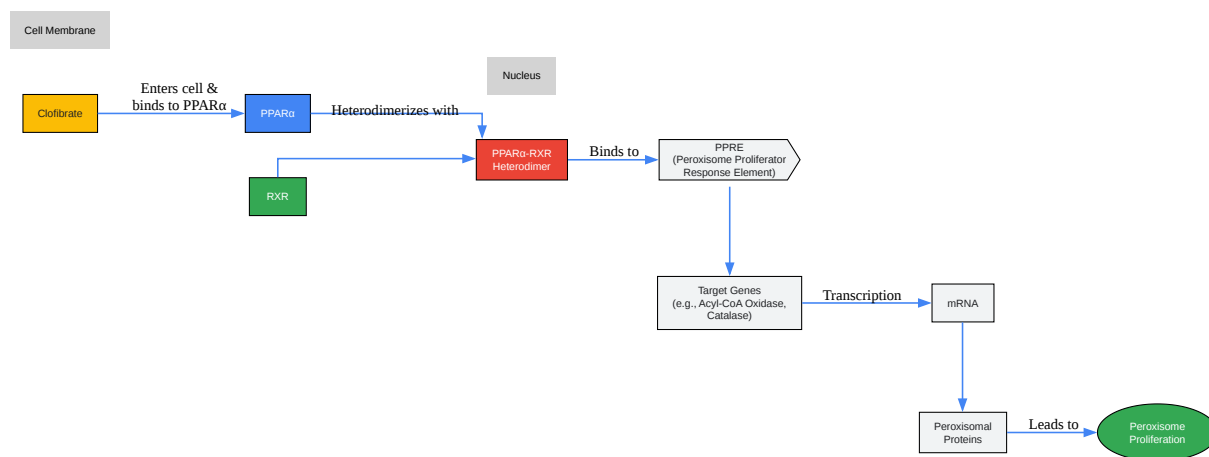 Cell Membrane
Nucleus
Clofibrate
Enters cell &
binds to PPARα
PPARα
Heterodimerizes with
PPARα-RXR
Heterodimer
RXR
Binds to
PPRE
(Peroxisome Proliferator
Response Element)
Target Genes
(e.g., Acyl-CoA Oxidase,
Catalase)
Transcription
mRNA
Peroxisomal
Proteins
Leads to
Peroxisome
Proliferation